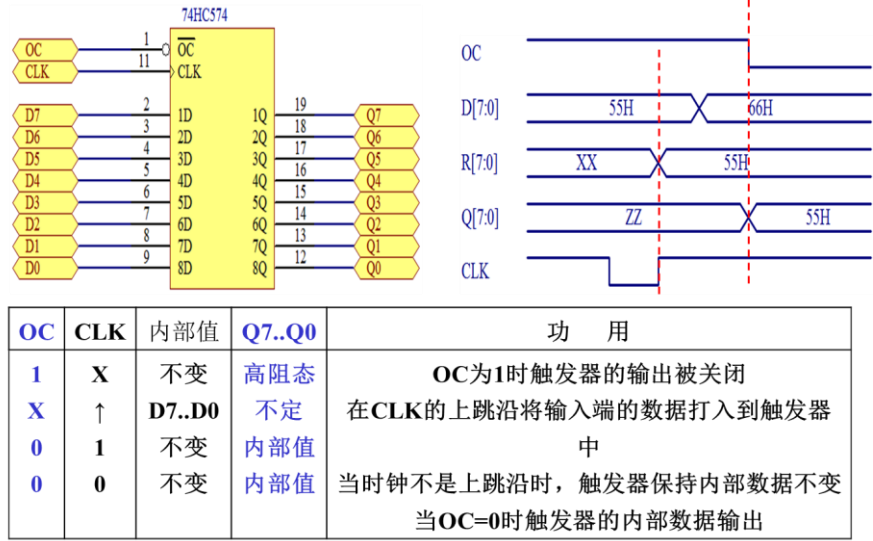 74HC574
OC 1 OC
CLK 11 CLK
D7 2 1D 1Q 19 Q7
D6 3 2D 2Q 18 Q6
D5 4 3D 3Q 17 Q5
D4 5 4D 4Q 16 Q4
D3 6 5D 5Q 15 Q3
D2 7 6D 6Q 14 Q2
D1 8 7D 7Q 13 Q1
D0 9 8D 8Q 12 Q0
OC
D[7:0] 55H 66H
R[7:0] XX 55H
Q[7:0] ZZ 55H
CLK
OC CLK 内部值 Q7..Q0 功 用
1 X 不变 高阻态 OC为1时触发器的输出被关闭
X ↑ D7..D0 不定 在CLK的上跳沿将输入端的数据打入到触发器
0 1 不变 内部值 中
0 0 不变 内部值 当时钟不是上跳沿时，触发器保持内部数据不变
当OC=0时触发器的内部数据输出